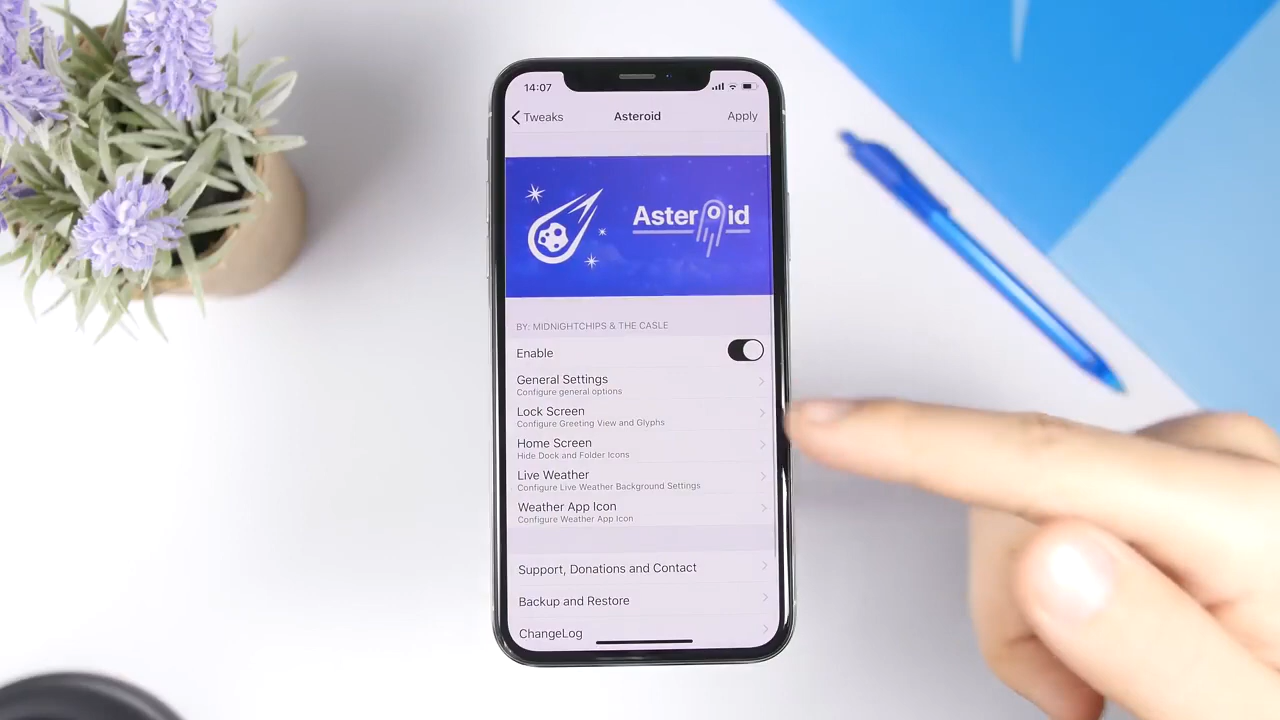 14:07
Tweaks
Asteroid
Apply
Asteroid
BY: MIDNIGHTCHIPS & THE CASLE
Enable
General Settings
Configure general options
Lock Screen
Configure Greeting View and Glyphs
Home Screen
Hide Dock and Folder Icons
Live Weather
Configure Live Weather Background Settings
Weather App Icon
Configure Weather App Icon
Support, Donations and Contact
Backup and Restore
ChangeLog